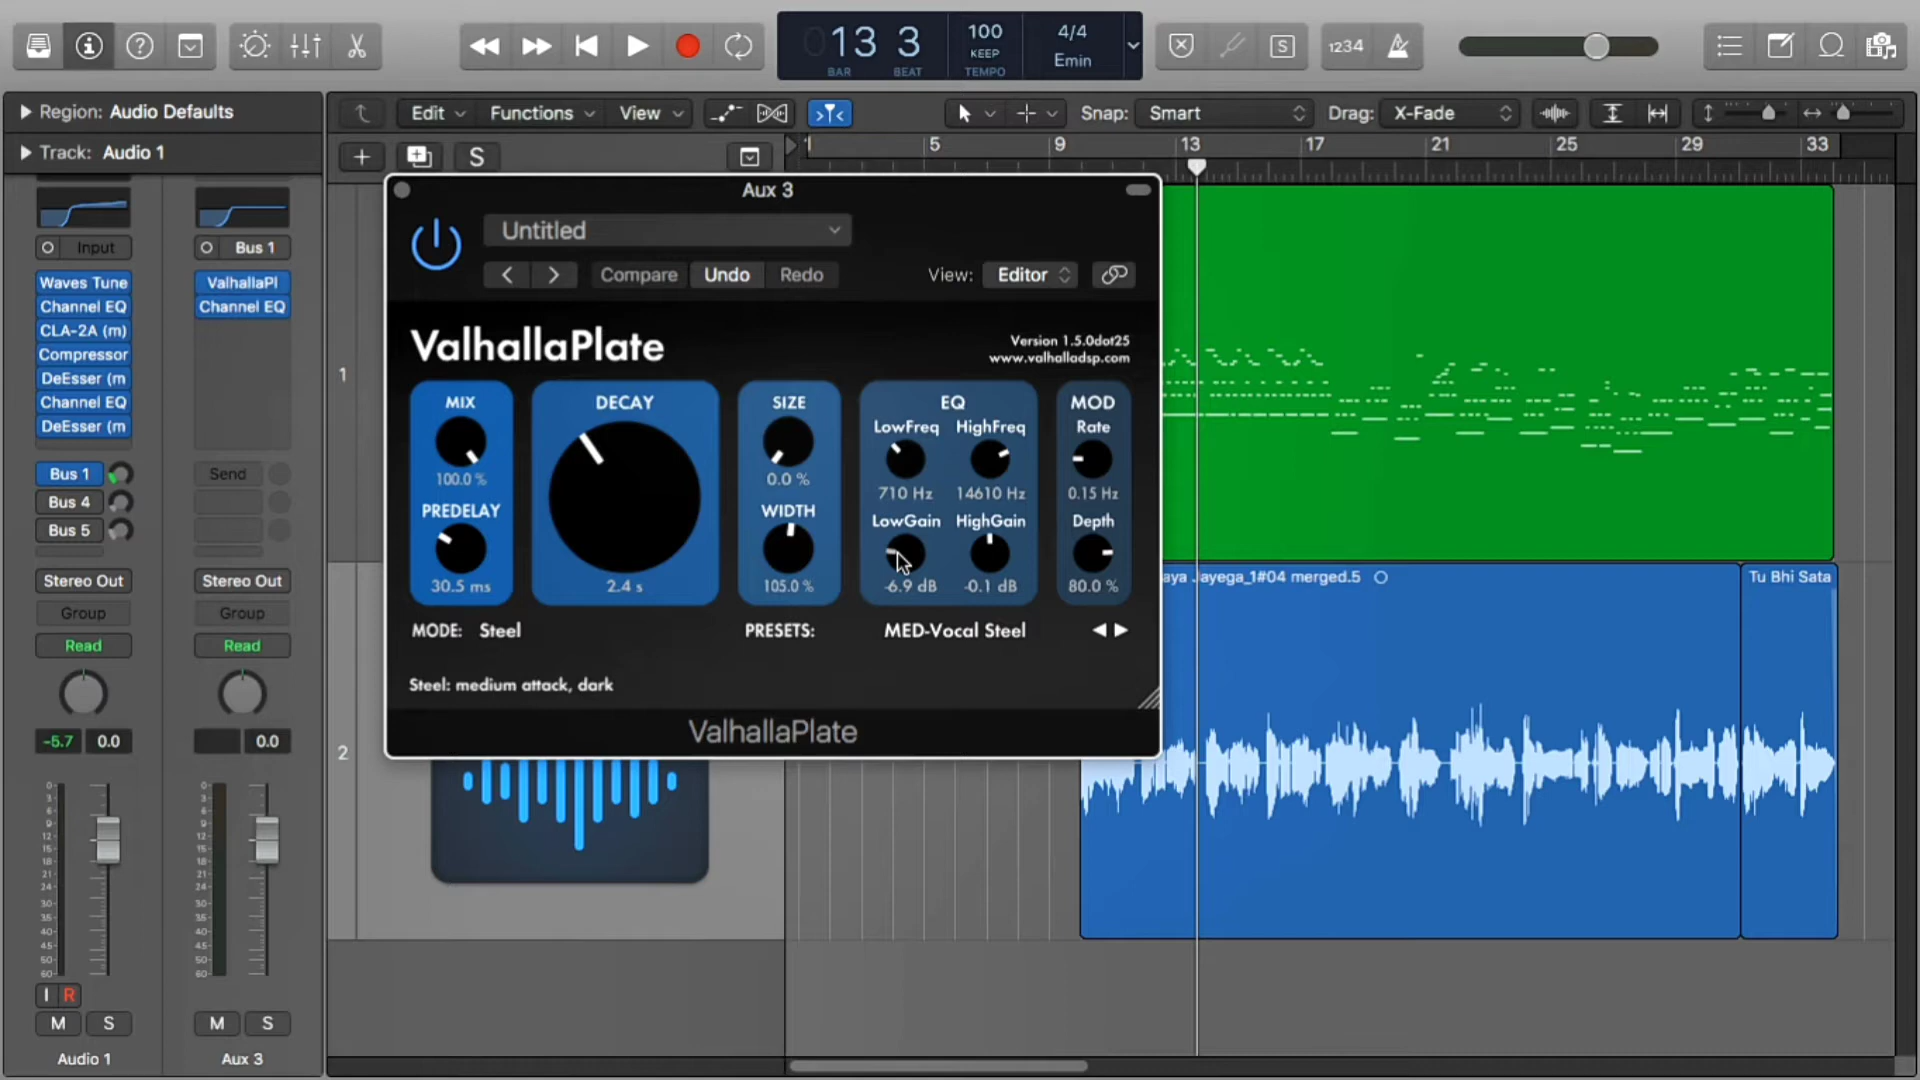 13 3
BAR BEAT
100
KEEP
TEMPO
4/4
Emin
S
1234
Region: Audio Defaults
Edit Functions View
Snap: Smart
Drag: X-Fade
Track: Audio 1
S
1 5 9 13 17 21 25 29 33
Input
Waves Tune
Channel EQ
CLA-2A (m)
Compressor
DeEsser (m
Channel EQ
DeEsser (m
Bus 1
Bus 4
Bus 5
Stereo Out
Group
Read
-5.7 0.0
I R
M S
Audio 1
Bus 1
ValhallaPl
Channel EQ
Send
Stereo Out
Group
Read
0.0
M S
Aux 3
1
2
Aux 3
Untitled
Compare Undo Redo
View: Editor
ValhallaPlate
Version 1.5.0dot25
www.valhalladsp.com
MIX
100.0 %
PREDELAY
30.5 ms
DECAY
2.4 s
SIZE
0.0 %
WIDTH
105.0 %
EQ
LowFreq HighFreq
710 Hz 14610 Hz
LowGain HighGain
-6.9 dB -0.1 dB
MOD
Rate
0.15 Hz
Depth
80.0 %
MODE: Steel
PRESETS: MED-Vocal Steel
Steel: medium attack, dark
ValhallaPlate
aya Jayega_1#04 merged.5
Tu Bhi Sata